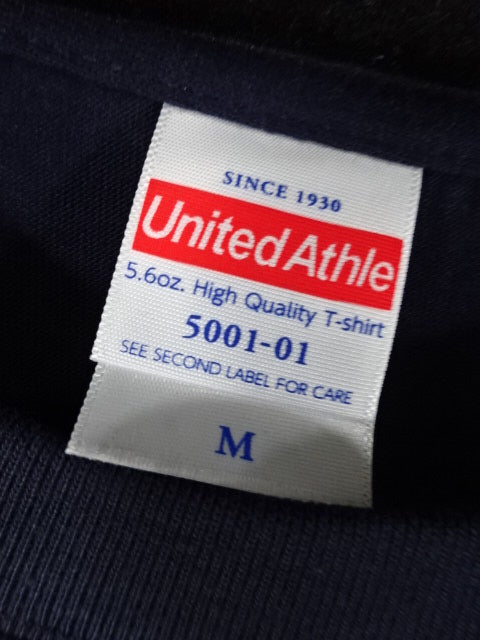 SINCE 1930
UnitedAthle
5.6oz. High Quality T-shirt
5001-01
SEE SECOND LABEL FOR CARE
M